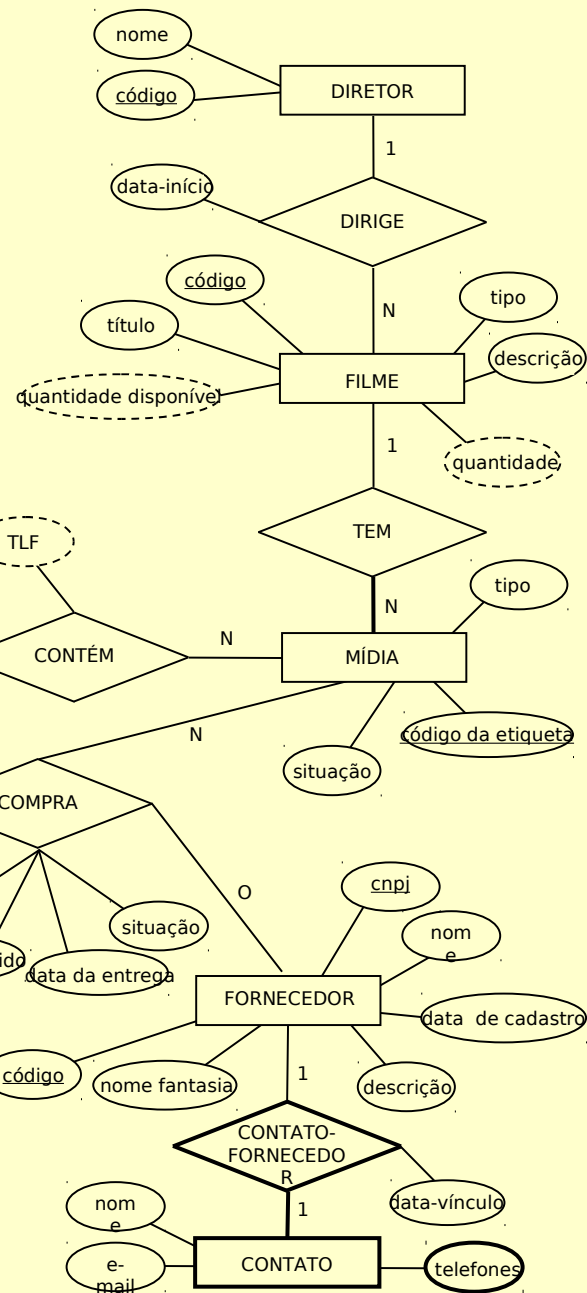 nome
DIRETOR
código
1
data-início
DIRIGE
código
tipo
N
título
descrição
FILME
quantidade disponível
1
quantidade
TEM
TLF
tipo
N
N
CONTÉM
MÍDIA
código da etiqueta
N
situação
COMPRA
cnpj
O
situação
nom
e
ido
data da entrega
FORNECEDOR
data de cadastro
código
1
nome fantasia
descrição
CONTATO-
FORNECEDO
R
nom
e
data-vínculo
1
e-
mail
CONTATO
telefones